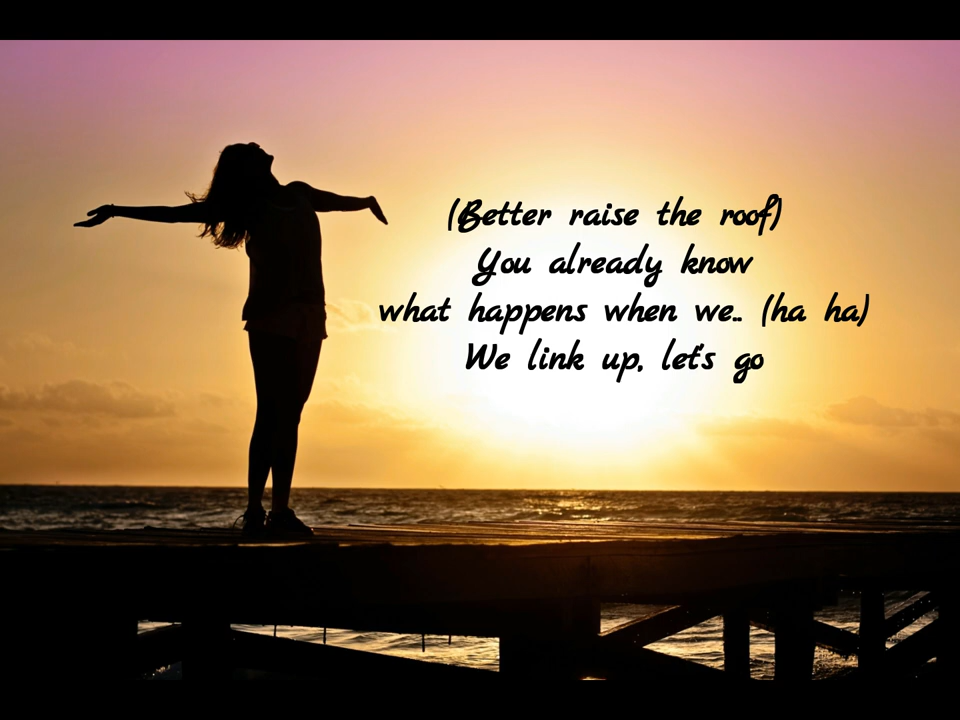 (Better raise the roof)
You already know
what happens when we.. (ha ha)
We link up, let's go